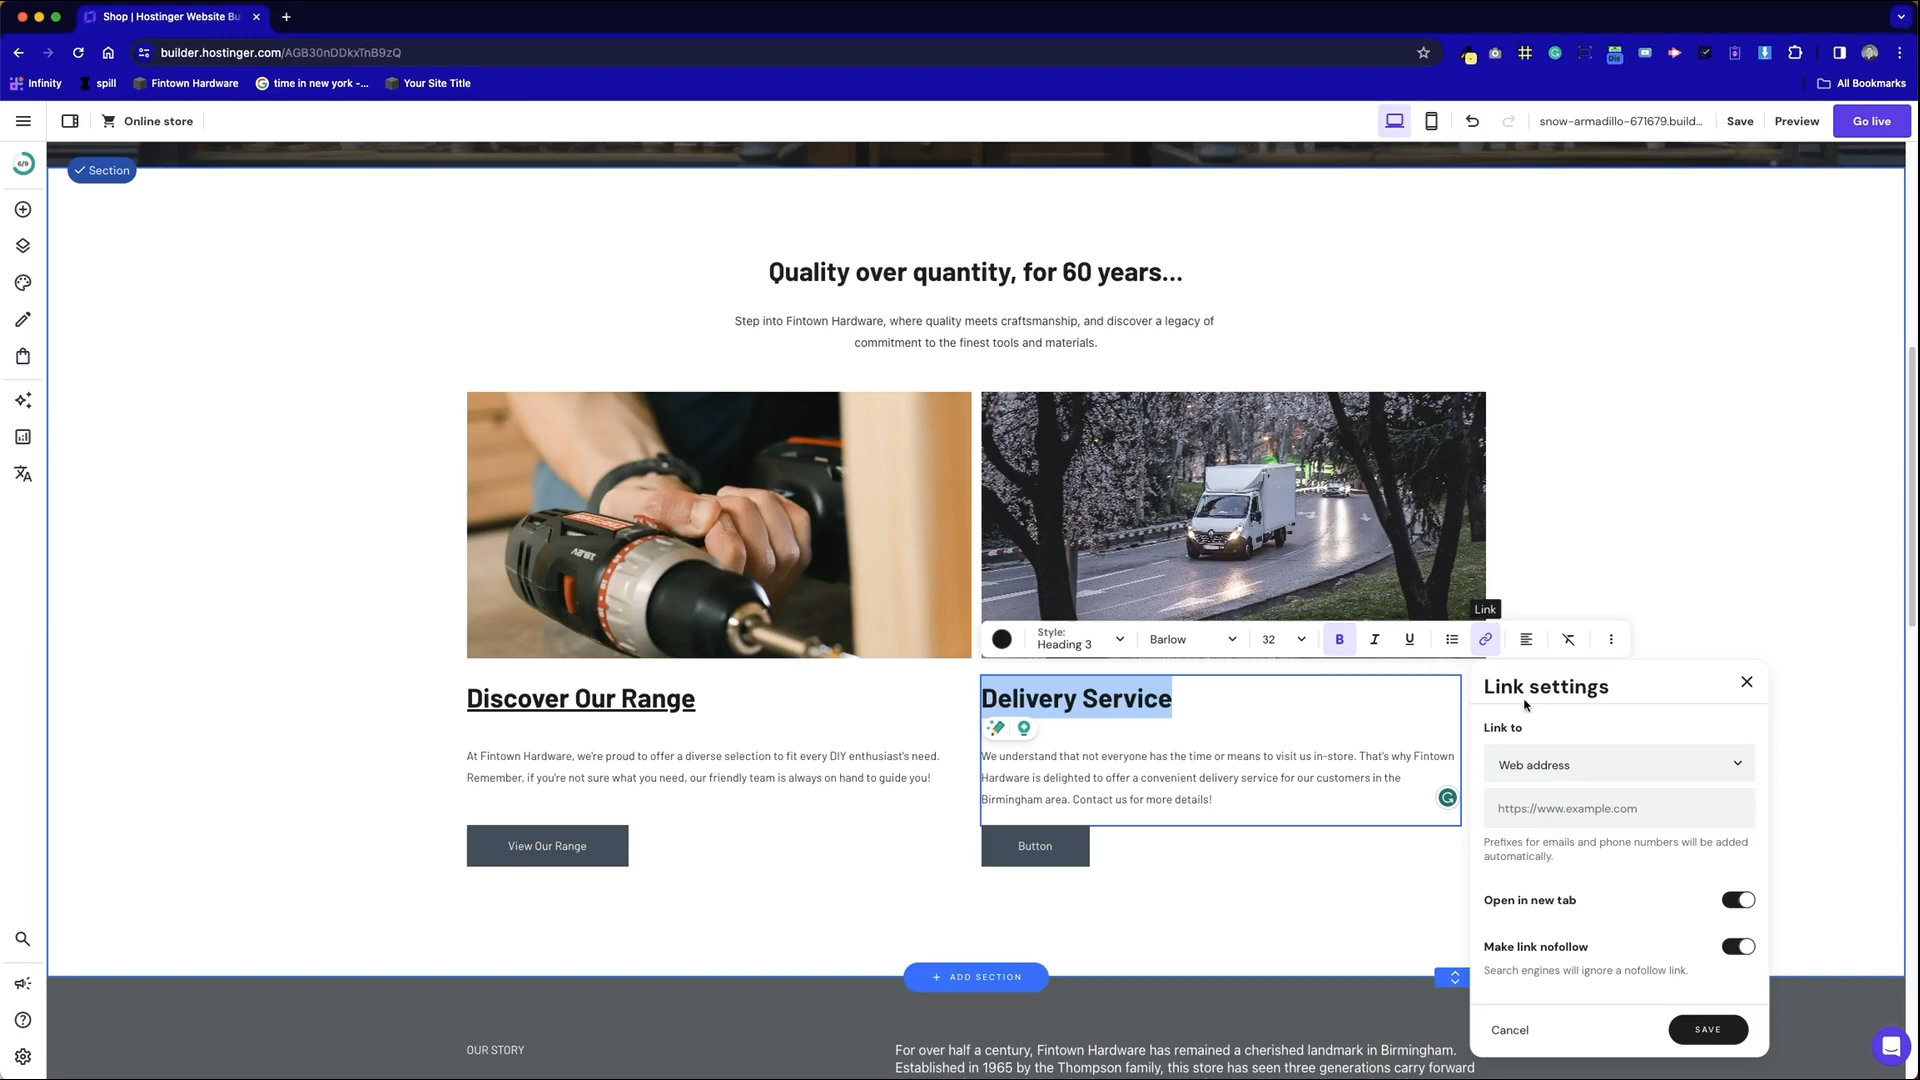 Shop | Hostinger Website Bu
builder.hostinger.com/AGB30nDDkxTnB9zQ
Infinity
spill
Fintown Hardware
time in new york -...
Your Site Title
All Bookmarks
Online store
snow-armadillo-671679.build...
Save
Preview
Go live
6/9
Section
Quality over quantity, for 60 years...
Step into Fintown Hardware, where quality meets craftsmanship, and discover a legacy of
commitment to the finest tools and materials.
Link
Style:
Heading 3
Barlow
32
B
I
U
Discover Our Range
At Fintown Hardware, we're proud to offer a diverse selection to fit every DIY enthusiast's need.
Remember, if you're not sure what you need, our friendly team is always on hand to guide you!
View Our Range
Delivery Service
We understand that not everyone has the time or means to visit us in-store. That's why Fintown
Hardware is delighted to offer a convenient delivery service for our customers in the
Birmingham area. Contact us for more details!
Button
Link settings
Link to
Web address
https://www.example.com
Prefixes for emails and phone numbers will be added
automatically.
Open in new tab
Make link nofollow
Search engines will ignore a nofollow link.
Cancel
SAVE
+ ADD SECTION
OUR STORY
For over half a century, Fintown Hardware has remained a cherished landmark in Birmingham.
Established in 1965 by the Thompson family, this store has seen three generations carry forward